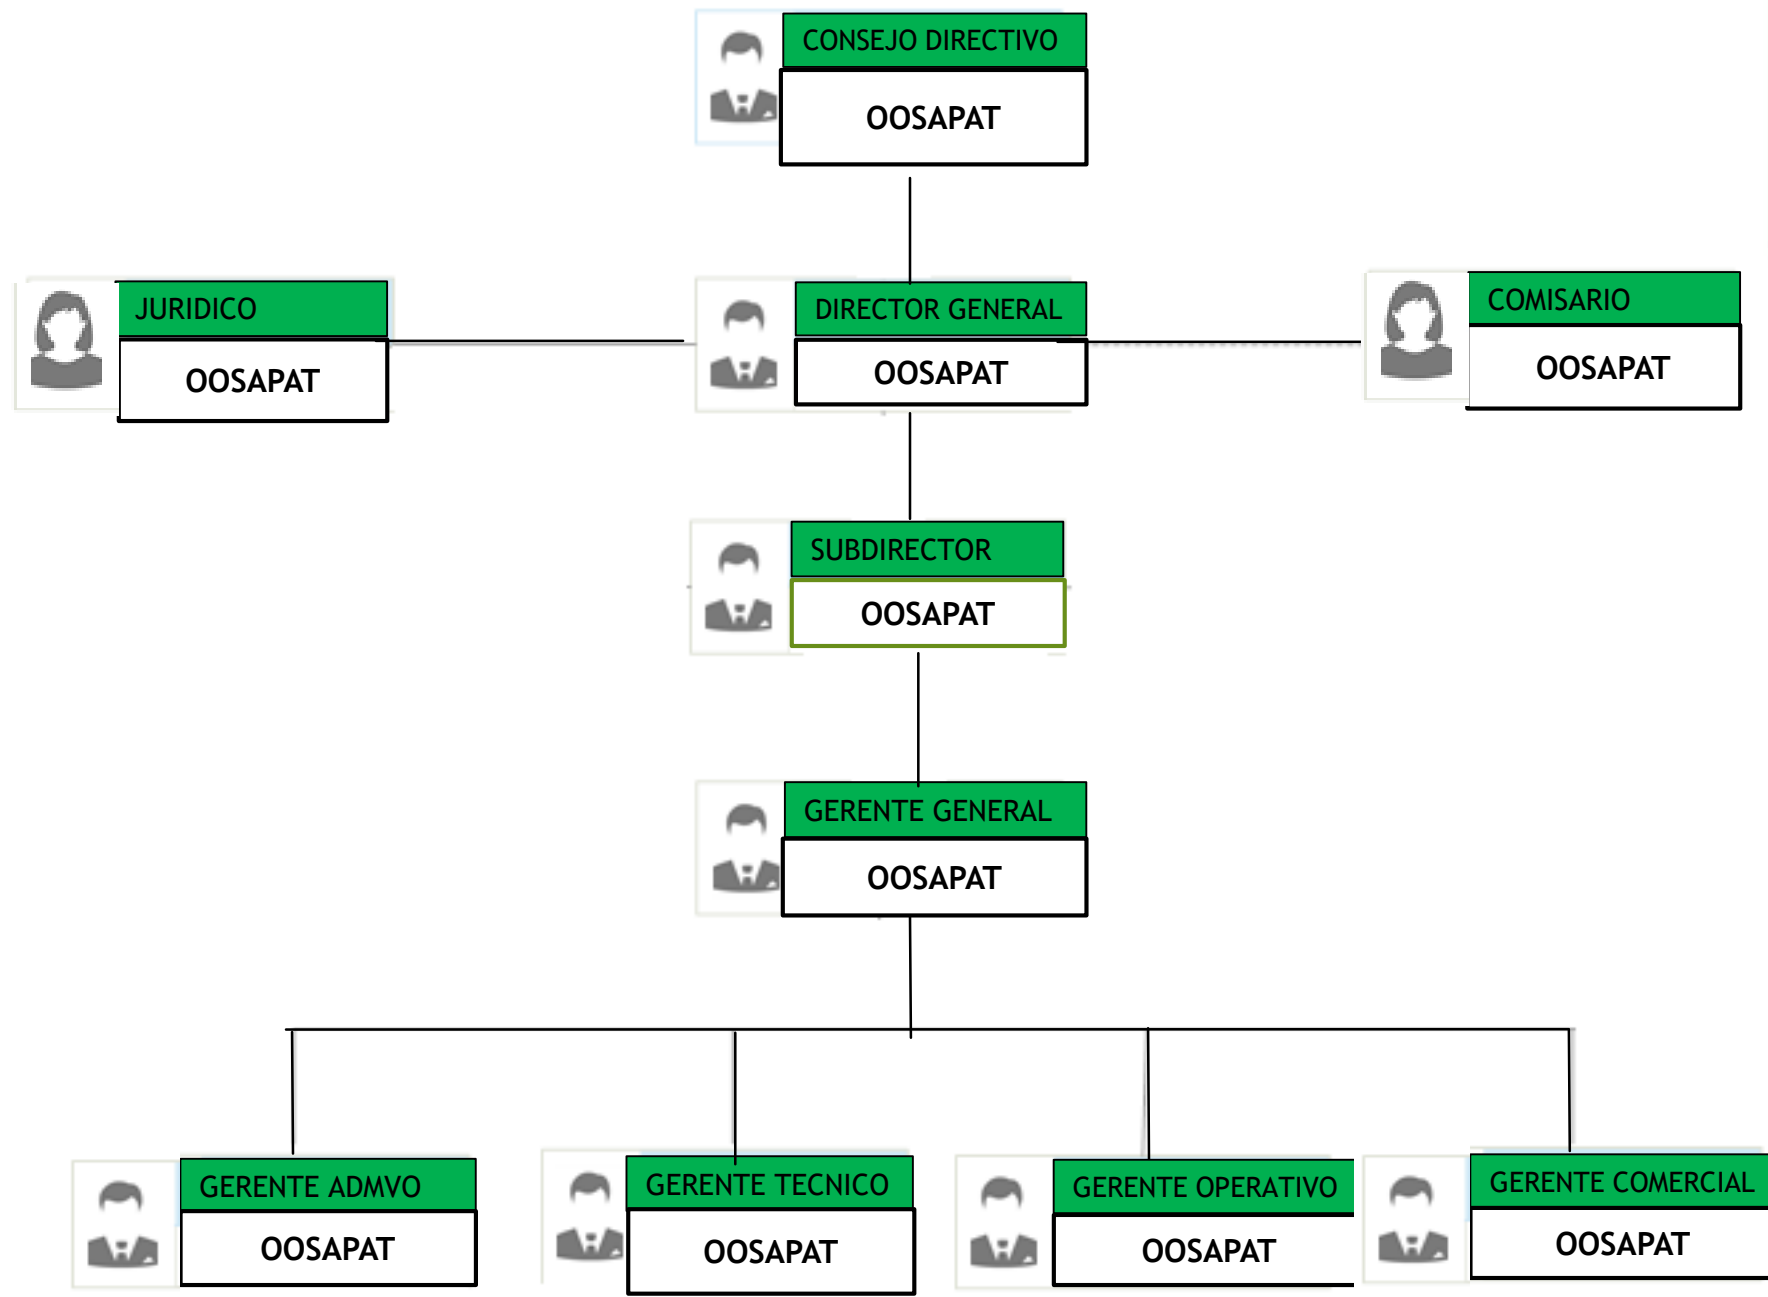 CONSEJO DIRECTIVO
OOSAPAT
JURIDICO
OOSAPAT
DIRECTOR GENERAL
OOSAPAT
COMISARIO
OOSAPAT
SUBDIRECTOR
OOSAPAT
GERENTE GENERAL
OOSAPAT
GERENTE ADMVO
OOSAPAT
GERENTE TECNICO
OOSAPAT
GERENTE OPERATIVO
OOSAPAT
GERENTE COMERCIAL
OOSAPAT